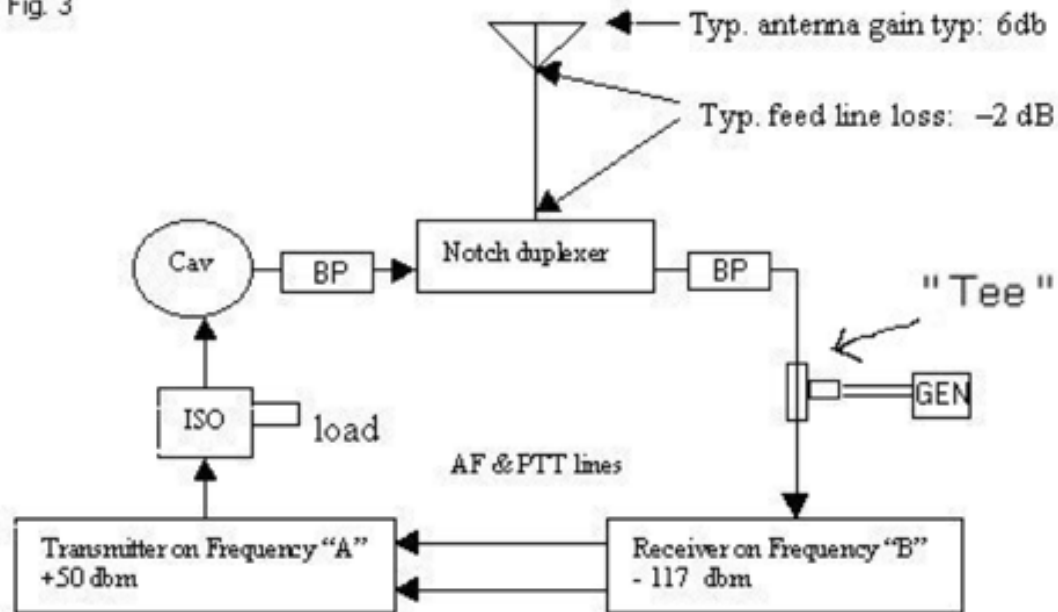 Fig. 3
Typ. antenna gain typ: 6db
Typ. feed line loss: –2 dB
Cav
BP
Notch duplexer
BP
"Tee"
GEN
ISO
load
AF & PTT lines
Transmitter on Frequency “A”
+50 dbm
Receiver on Frequency “B”
- 117 dbm